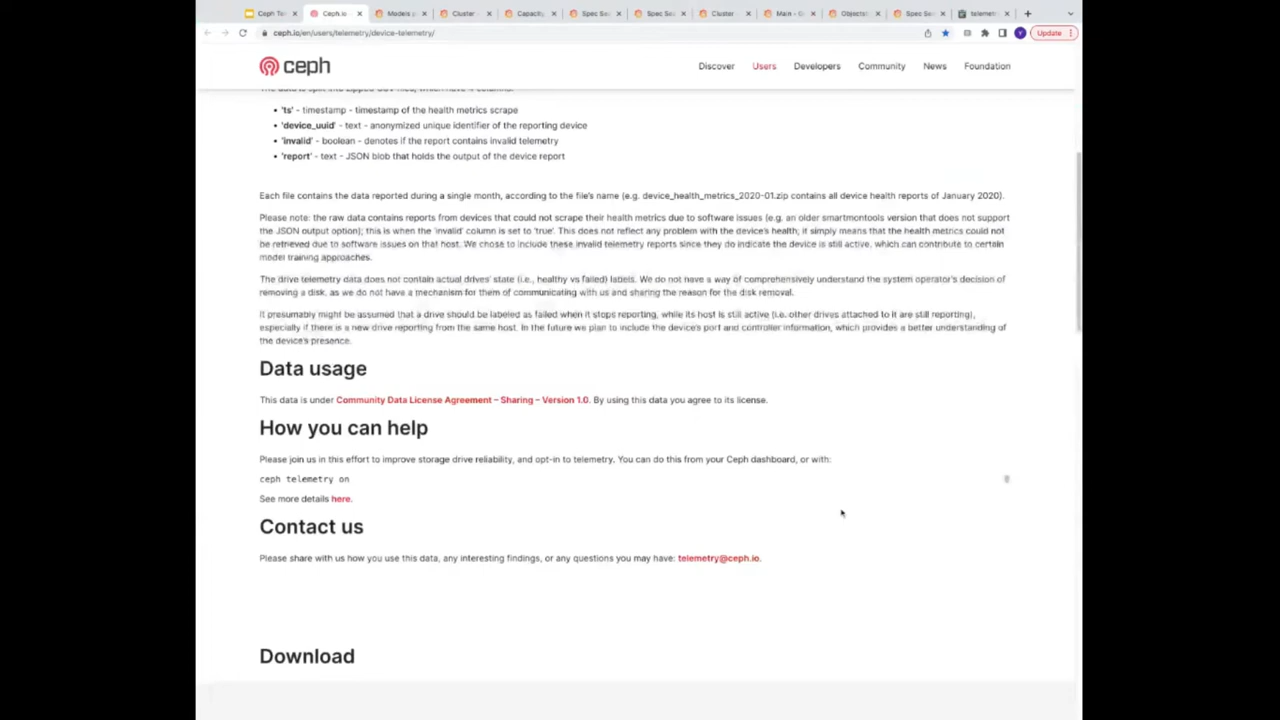 Ceph Tel
Ceph.io
Models p
Cluster
Capacity
Spec Sea
Spec Sea
Cluster
Main - G
Objects
Spec Sea
telemetr
ceph.io/en/users/telemetry/device-telemetry/
Update
ceph
Discover
Users
Developers
Community
News
Foundation
• 'ts' - timestamp - timestamp of the health metrics scrape
• 'device_uuid' - text - anonymized unique identifier of the reporting device
• 'invalid' - boolean - denotes if the report contains invalid telemetry
• 'report' - text - JSON blob that holds the output of the device report
Each file contains the data reported during a single month, according to the file's name (e.g. device_health_metrics_2020-01.zip contains all device health reports of January 2020).
Please note: the raw data contains reports from devices that could not scrape their health metrics due to software issues (e.g. an older smartmontools version that does not support
the JSON output option); this is when the 'invalid' column is set to 'true'. This does not reflect any problem with the device's health; it simply means that the health metrics could not
be retrieved due to software issues on that host. We chose to include these invalid telemetry reports since they do indicate the device is still active, which can contribute to certain
model training approaches.
The drive telemetry data does not contain actual drives' state (i.e., healthy vs failed) labels. We do not have a way of comprehensively understand the system operator's decision of
removing a disk, as we do not have a mechanism for them of communicating with us and sharing the reason for the disk removal.
It presumably might be assumed that a drive should be labeled as failed when it stops reporting, while its host is still active (i.e. other drives attached to it are still reporting),
especially if there is a new drive reporting from the same host. In the future we plan to include the device's port and controller information, which provides a better understanding of
the device's presence.
Data usage
This data is under Community Data License Agreement – Sharing – Version 1.0. By using this data you agree to its license.
How you can help
Please join us in this effort to improve storage drive reliability, and opt-in to telemetry. You can do this from your Ceph dashboard, or with:
ceph telemetry on
See more details here.
Contact us
Please share with us how you use this data, any interesting findings, or any questions you may have: telemetry@ceph.io.
Download